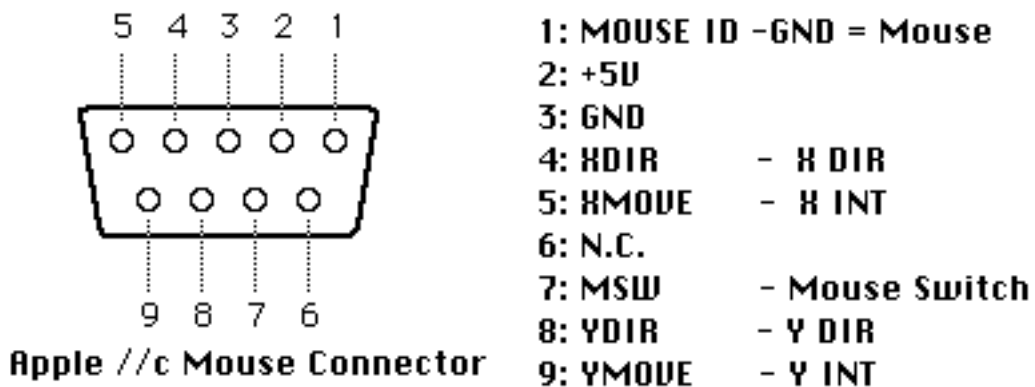 5 4 3 2 1
9 8 7 6
Apple //c Mouse Connector
1: MOUSE ID -GND = Mouse
2: +5V
3: GND
4: XDIR - X DIR
5: XMOVE - X INT
6: N.C.
7: MSW - Mouse Switch
8: YDIR - Y DIR
9: YMOVE - Y INT